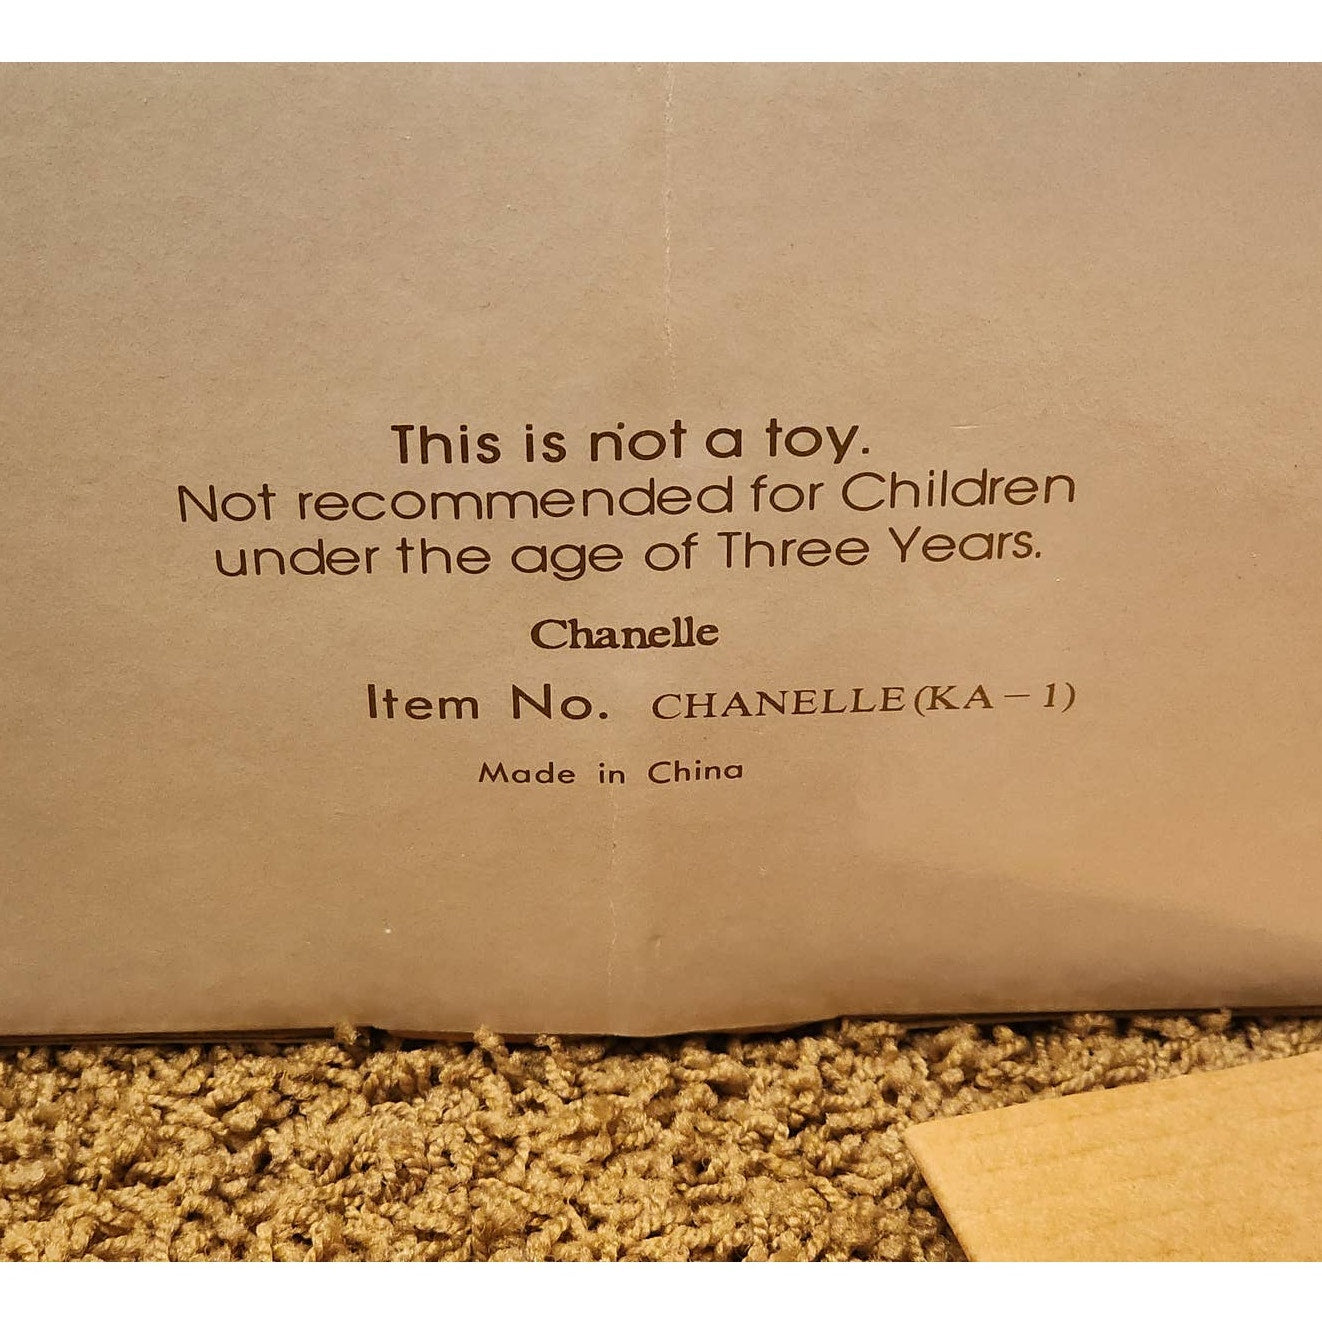 This is not a toy.
Not recommended for Children
under the age of Three Years.
Chanelle
Item No. CHANELLE(KA-1)
Made in China